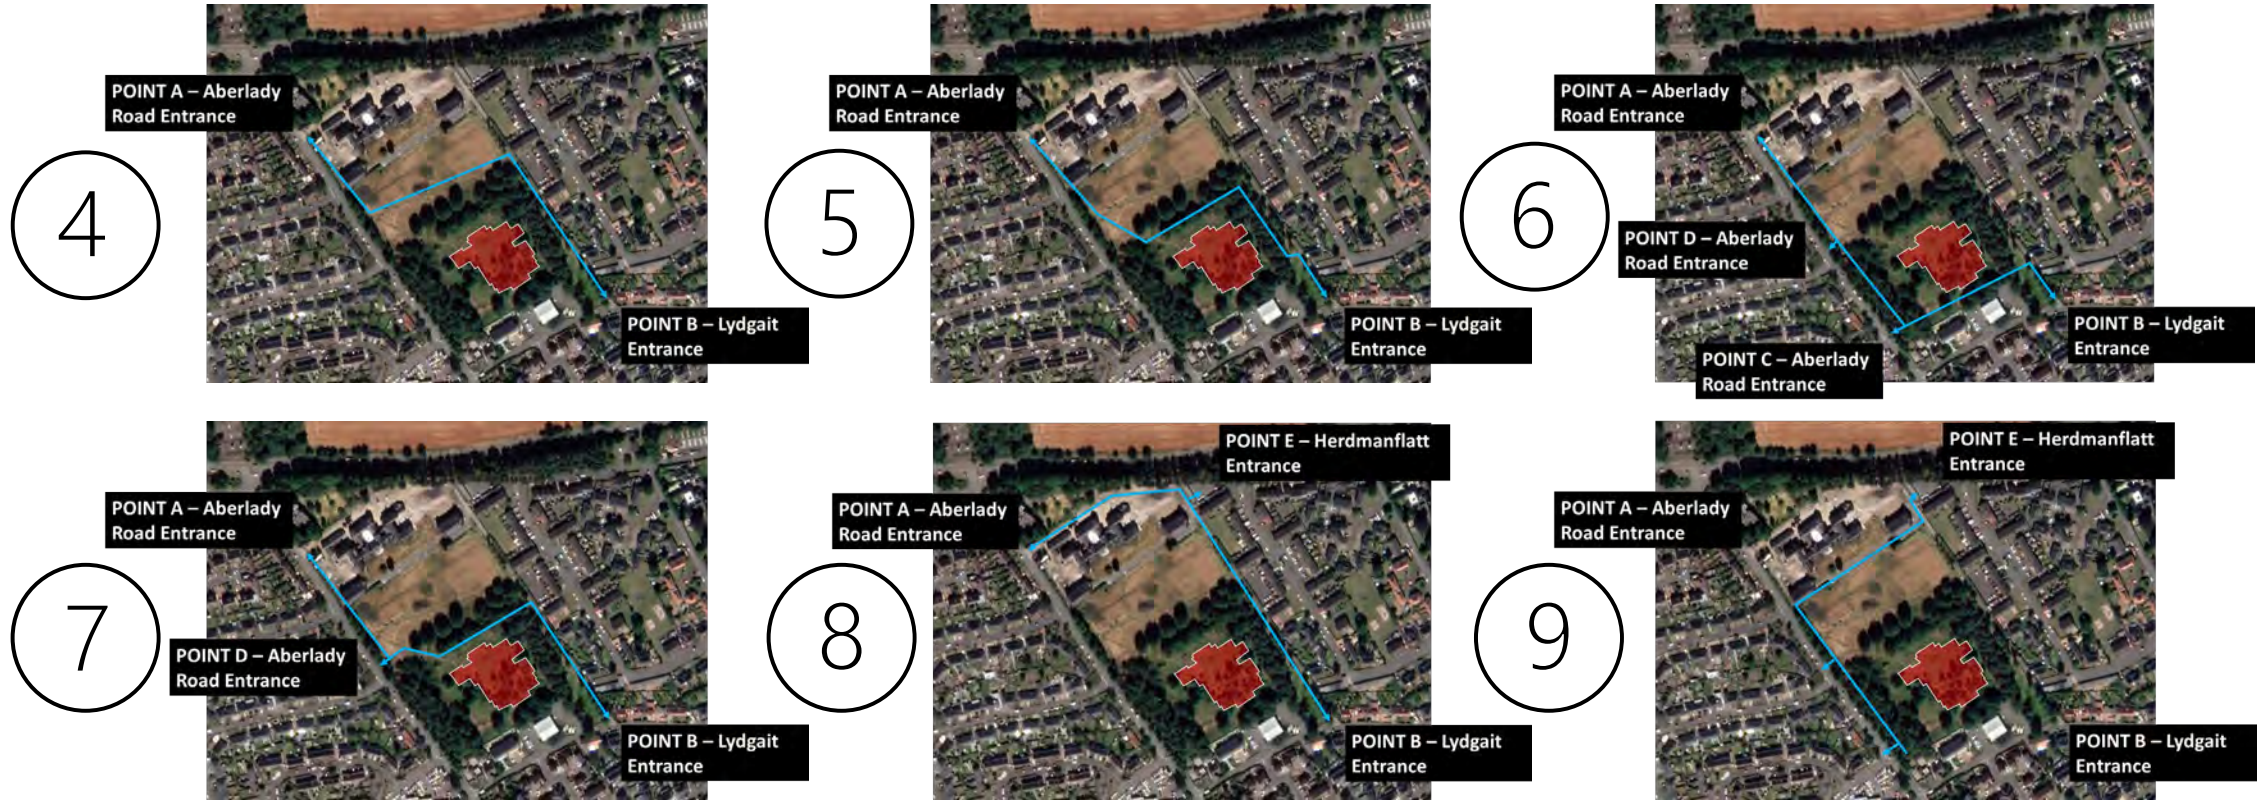 4
POINT A – Aberlady
Road Entrance
POINT B – Lydgait
Entrance
5
POINT A – Aberlady
Road Entrance
POINT B – Lydgait
Entrance
6
POINT A – Aberlady
Road Entrance
POINT D – Aberlady
Road Entrance
POINT B – Lydgait
Entrance
POINT C – Aberlady
Road Entrance
7
POINT A – Aberlady
Road Entrance
POINT D – Aberlady
Road Entrance
POINT B – Lydgait
Entrance
8
POINT E – Herdmanflatt
Entrance
POINT A – Aberlady
Road Entrance
POINT B – Lydgait
Entrance
9
POINT E – Herdmanflatt
Entrance
POINT A – Aberlady
Road Entrance
POINT B – Lydgait
Entrance